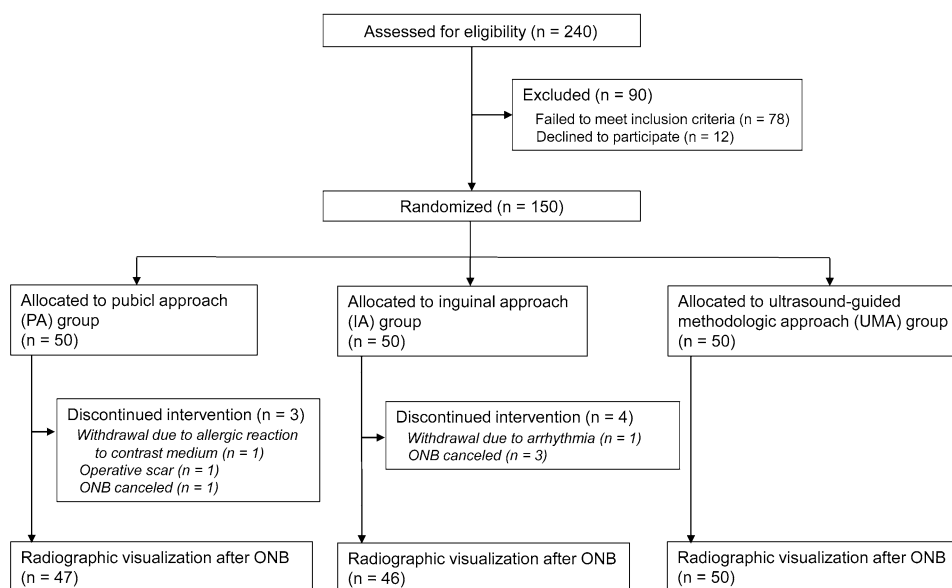 Assessed for eligibility (n = 240)
Excluded (n = 90)
Failed to meet inclusion criteria (n = 78)
Declined to participate (n = 12)
Randomized (n = 150)
Allocated to pubicl approach
(PA) group
(n = 50)
Allocated to inguinal approach
(IA) group
(n = 50)
Allocated to ultrasound-guided
methodologic approach (UMA) group
(n = 50)
Discontinued intervention (n = 3)
Withdrawal due to allergic reaction
to contrast medium (n = 1)
Operative scar (n = 1)
ONB canceled (n = 1)
Discontinued intervention (n = 4)
Withdrawal due to arrhythmia (n = 1)
ONB canceled (n = 3)
Radiographic visualization after ONB
(n = 47)
Radiographic visualization after ONB
(n = 46)
Radiographic visualization after ONB
(n = 50)